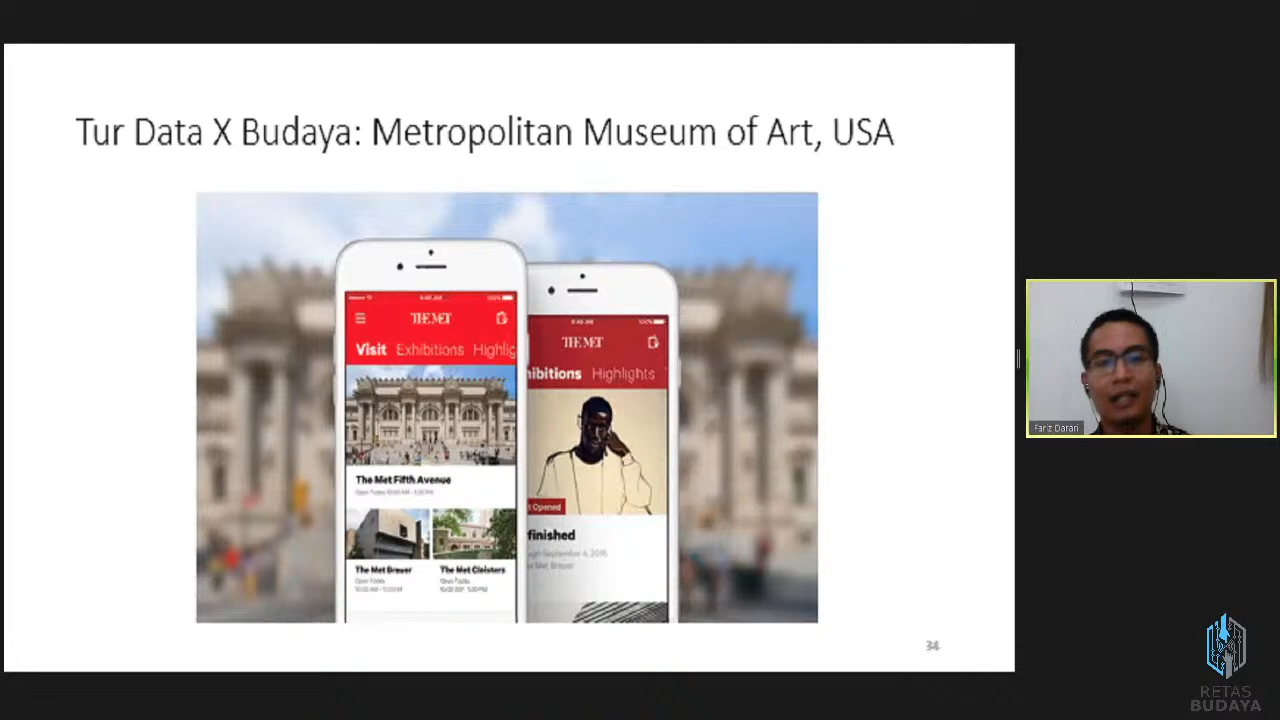 Tur Data X Budaya: Metropolitan Museum of Art, USA
THE MET
Visit Exhibitions Highlig
The Met Fifth Avenue
The Met Breuer
The Met Cloisters
THE MET
hibitions Highlights
t Opened
finished
34
Fariz Darari
RETAS
BUDAYA